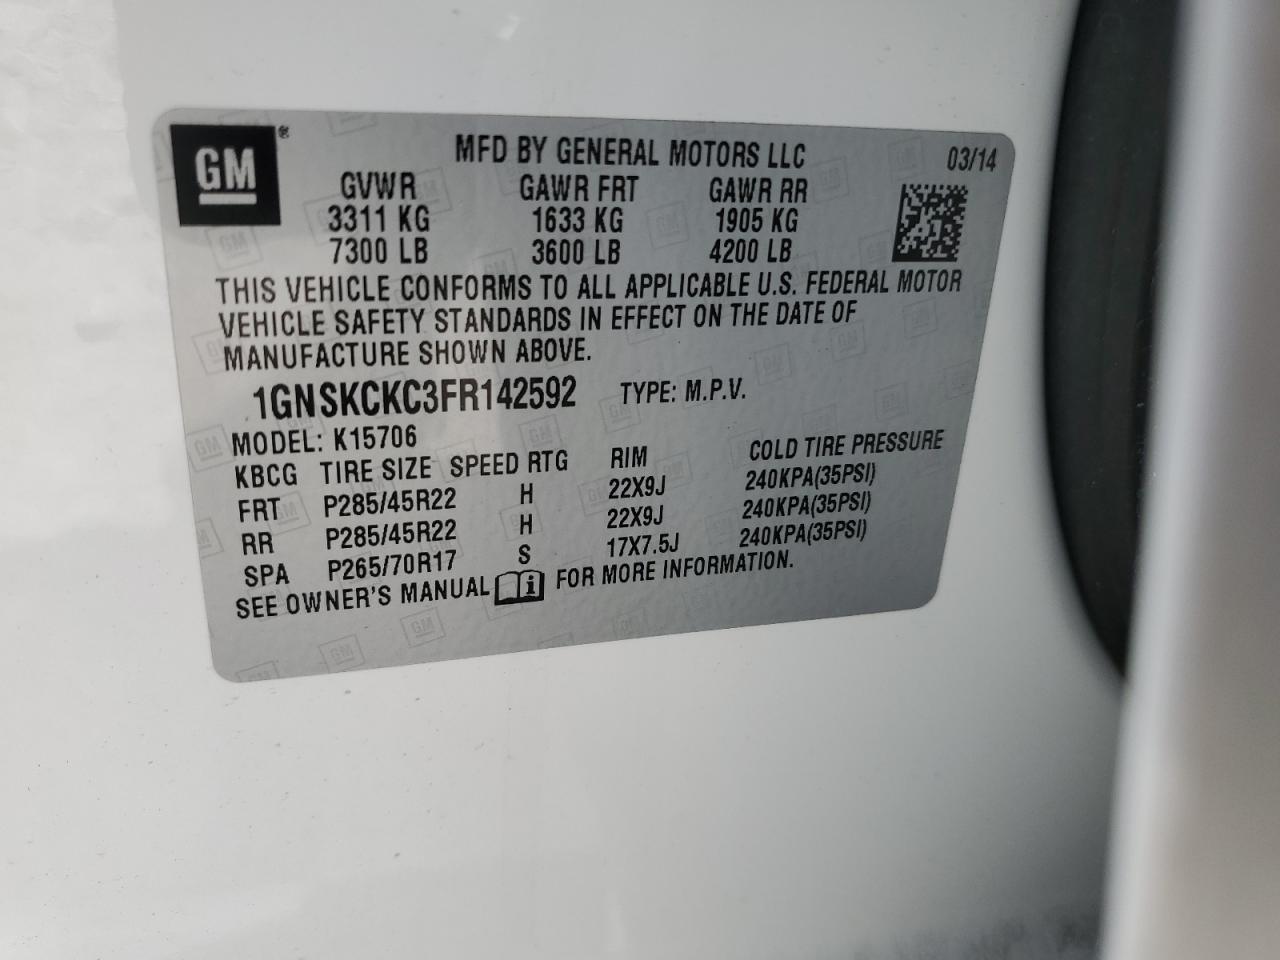 GM®
MFD BY GENERAL MOTORS LLC 03/14
GVWR GAWR FRT GAWR RR
3311 KG 1633 KG 1905 KG
7300 LB 3600 LB 4200 LB
THIS VEHICLE CONFORMS TO ALL APPLICABLE U.S. FEDERAL MOTOR
VEHICLE SAFETY STANDARDS IN EFFECT ON THE DATE OF
MANUFACTURE SHOWN ABOVE.
1GNSKCKC3FR142592 TYPE: M.P.V.
MODEL: K15706
KBCG TIRE SIZE SPEED RTG RIM COLD TIRE PRESSURE
FRT P285/45R22 H 22X9J 240KPA(35PSI)
RR P285/45R22 H 22X9J 240KPA(35PSI)
SPA P265/70R17 S 17X7.5J 240KPA(35PSI)
SEE OWNER'S MANUAL i FOR MORE INFORMATION.